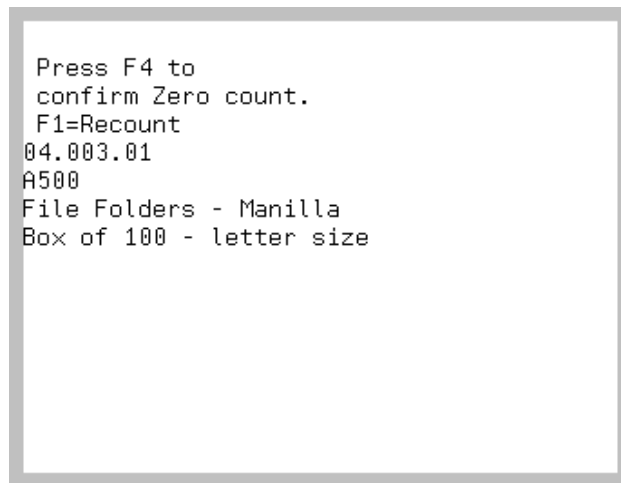 Press F4 to
confirm Zero count.
F1=Recount
04.003.01
A500
File Folders - Manilla
Box of 100 - letter size